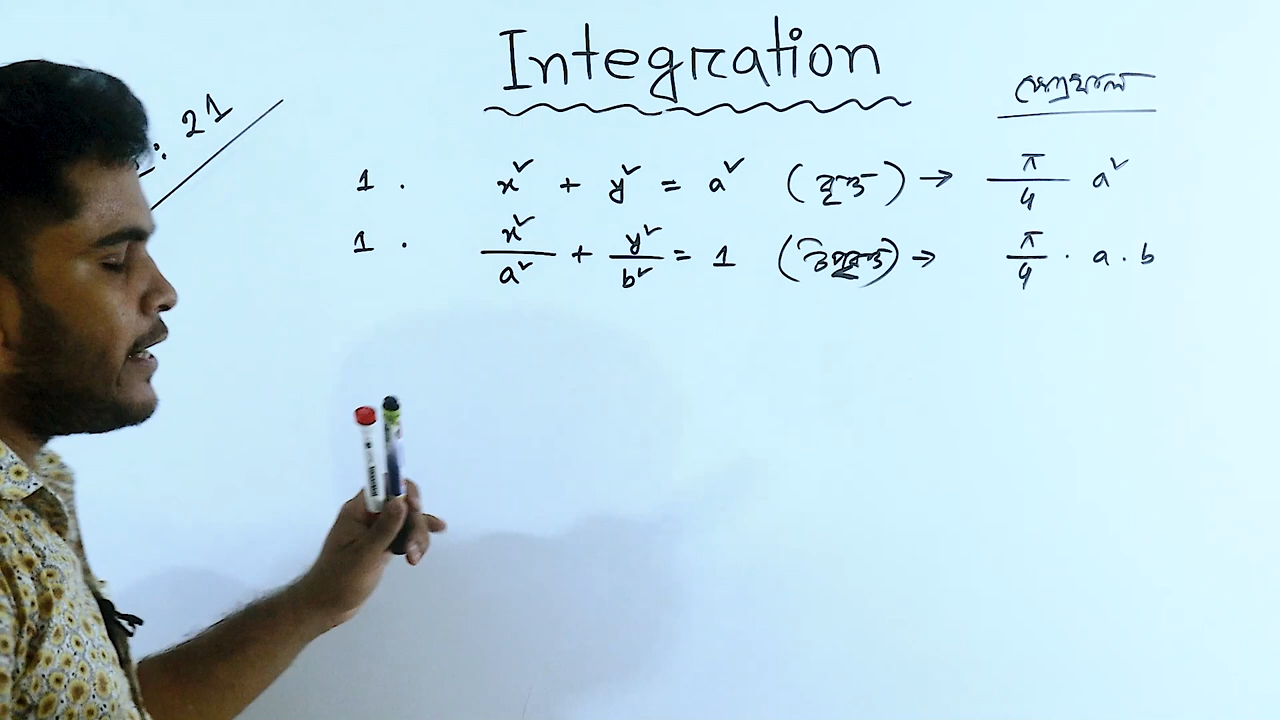 Integration
ক্ষেত্রফল
: 21
1. x² + y² = a² (বৃত্ত) → π/4 a²
1. x²/a² + y²/b² = 1 (উপবৃত্ত) → π/4 . a . b